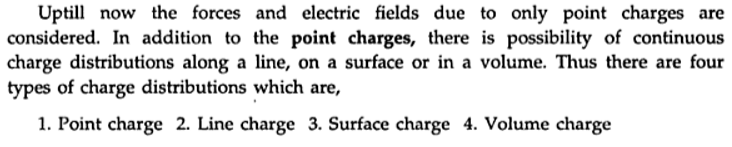 Uptill now the forces and electric fields due to only point charges are
considered. In addition to the point charges, there is possibility of continuous
charge distributions along a line, on a surface or in a volume. Thus there are four
types of charge distributions which are,
1. Point charge 2. Line charge 3. Surface charge 4. Volume charge